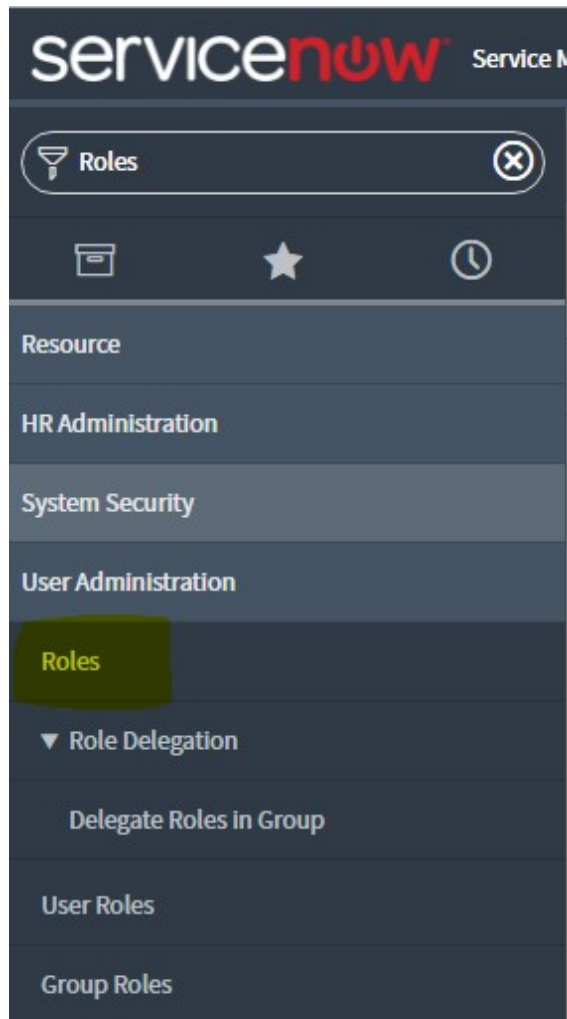 servicenow Service M
Roles
Resource
HR Administration
System Security
User Administration
Roles
Role Delegation
Delegate Roles in Group
User Roles
Group Roles